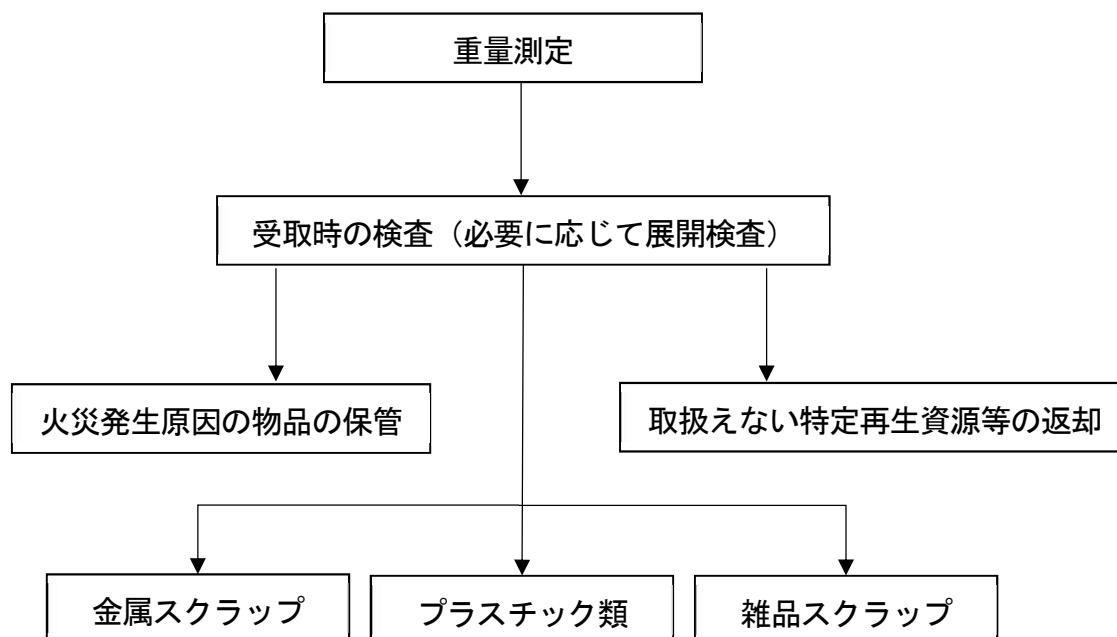 重量測定
受取時の検査（必要に応じて展開検査）
火災発生原因の物品の保管
取扱えない特定再生資源等の返却
金属スクラップ
プラスチック類
雑品スクラップ